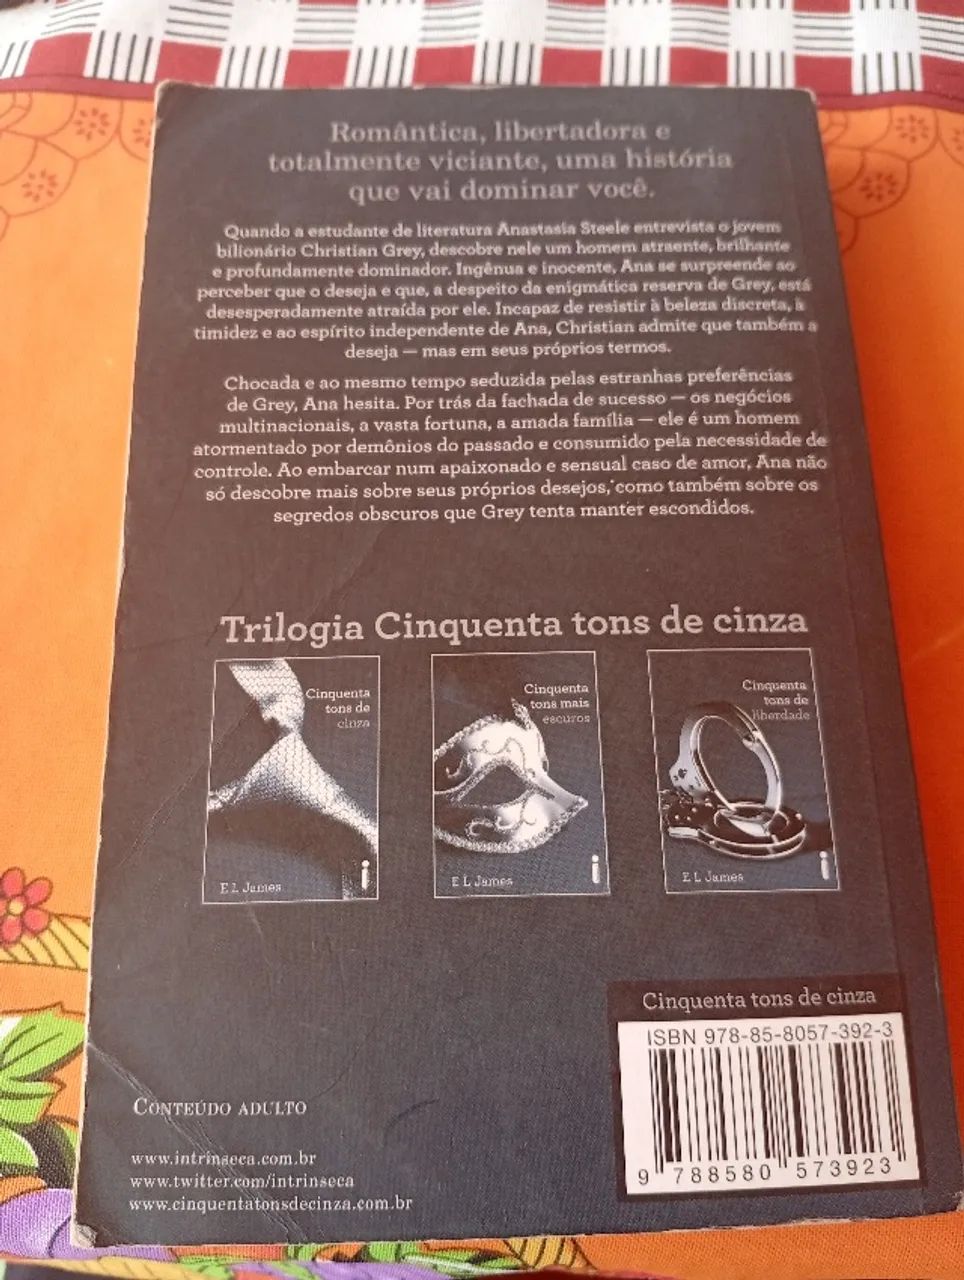 Romântica, libertadora e
totalmente viciante, uma história
que vai dominar você.
Quando a estudante de literatura Anastasia Steele entrevista o jovem
bilionário Christian Grey, descobre nele um homem atraente, brilhante
e profundamente dominador. Ingênua e inocente, Ana se surpreende ao
perceber que o deseja e que, a despeito da enigmática reserva de Grey, está
desesperadamente atraída por ele. Incapaz de resistir à beleza discreta, à
timidez e ao espírito independente de Ana, Christian admite que também a
deseja — mas em seus próprios termos.
Chocada e ao mesmo tempo seduzida pelas estranhas preferências
de Grey, Ana hesita. Por trás da fachada de sucesso — os negócios
multinacionais, a vasta fortuna, a amada família — ele é um homem
atormentado por demônios do passado e consumido pela necessidade de
controle. Ao embarcar num apaixonado e sensual caso de amor, Ana não
só descobre mais sobre seus próprios desejos, como também sobre os
segredos obscuros que Grey tenta manter escondidos.
Trilogia Cinquenta tons de cinza
Cinquenta
tons de
cinza
E L James
Cinquenta
tons mais
escuros
E L James
Cinquenta
tons de
liberdade
E L James
Cinquenta tons de cinza
ISBN 978-85-8057-392-3
9 788580 573923
CONTEÚDO ADULTO
www.intrinseca.com.br
www.twitter.com/intrinseca
www.cinquentatonsdecinza.com.br